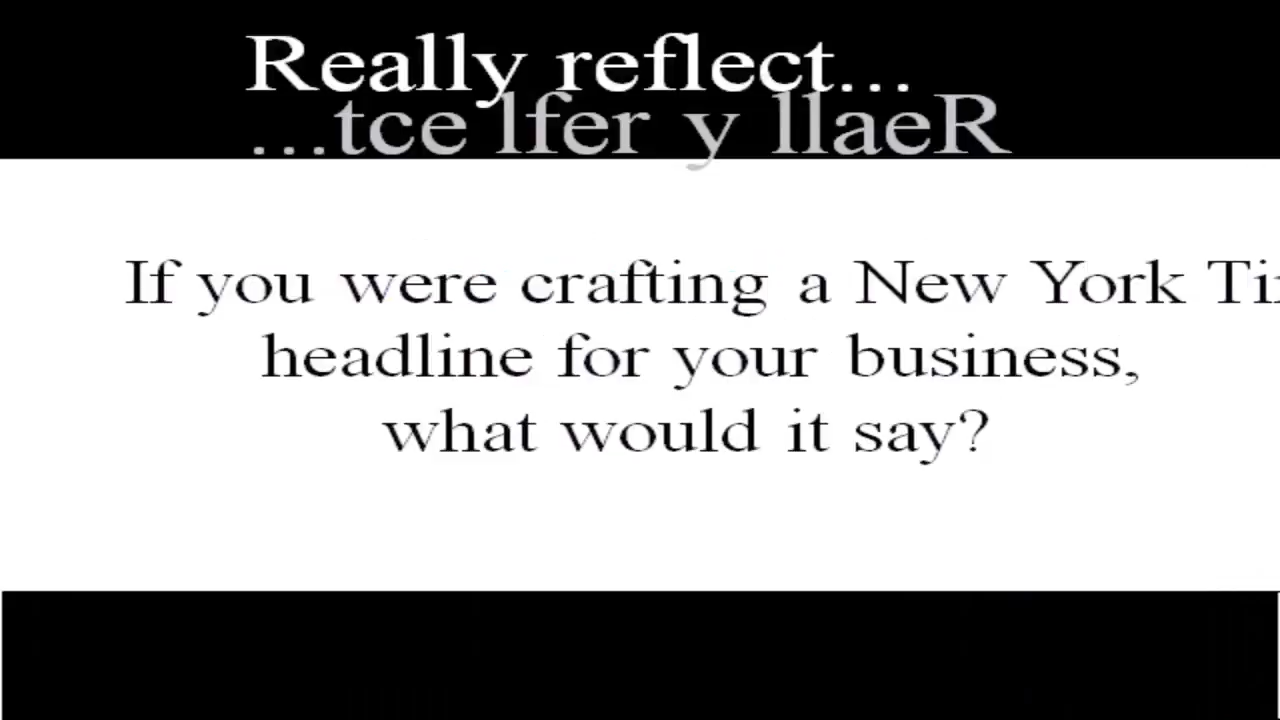 Really reflect...
...tce lfer y llaeR
If you were crafting a New York
headline for your business,
what would it say?